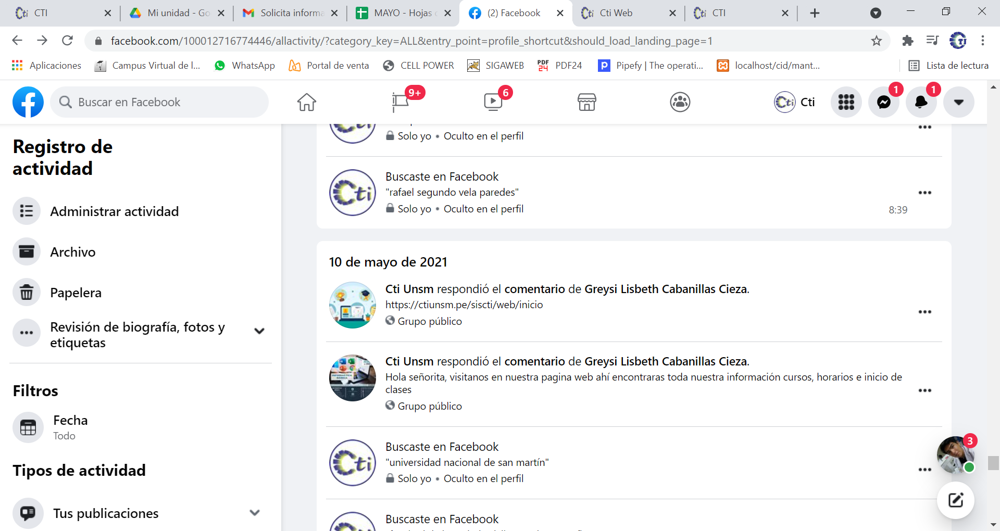 CTI
Mi unidad - Go
Solicita informa
MAYO - Hojas
(2) Facebook
Cti Web
CTI
facebook.com/100012716774446/allactivity/?category_key=ALL&entry_point=profile_shortcut&should_load_landing_page=1
Aplicaciones
Campus Virtual de l...
WhatsApp
Portal de venta
CELL POWER
SIGAWEB
PDF24
Pipefy | The operati...
localhost/cid/mant...
Lista de lectura
Buscar en Facebook
9+
6
Cti
1
1
Registro de
actividad
Administrar actividad
Archivo
Papelera
Revisión de biografía, fotos y
etiquetas
Filtros
Fecha
Todo
Tipos de actividad
Tus publicaciones
Solo yo • Oculto en el perfil
Cti
Buscaste en Facebook
"rafael segundo vela paredes"
Solo yo • Oculto en el perfil
8:39
10 de mayo de 2021
Cti Unsm respondió el comentario de Greysi Lisbeth Cabanillas Cieza.
https://ctiunsm.pe/siscti/web/inicio
Grupo público
Cti Unsm respondió el comentario de Greysi Lisbeth Cabanillas Cieza.
Hola señorita, visitanos en nuestra pagina web ahí encontraras toda nuestra información cursos, horarios e inicio de
clases
Grupo público
Cti
Buscaste en Facebook
"universidad nacional de san martín"
Solo yo • Oculto en el perfil
3
Buscaste en Facebook